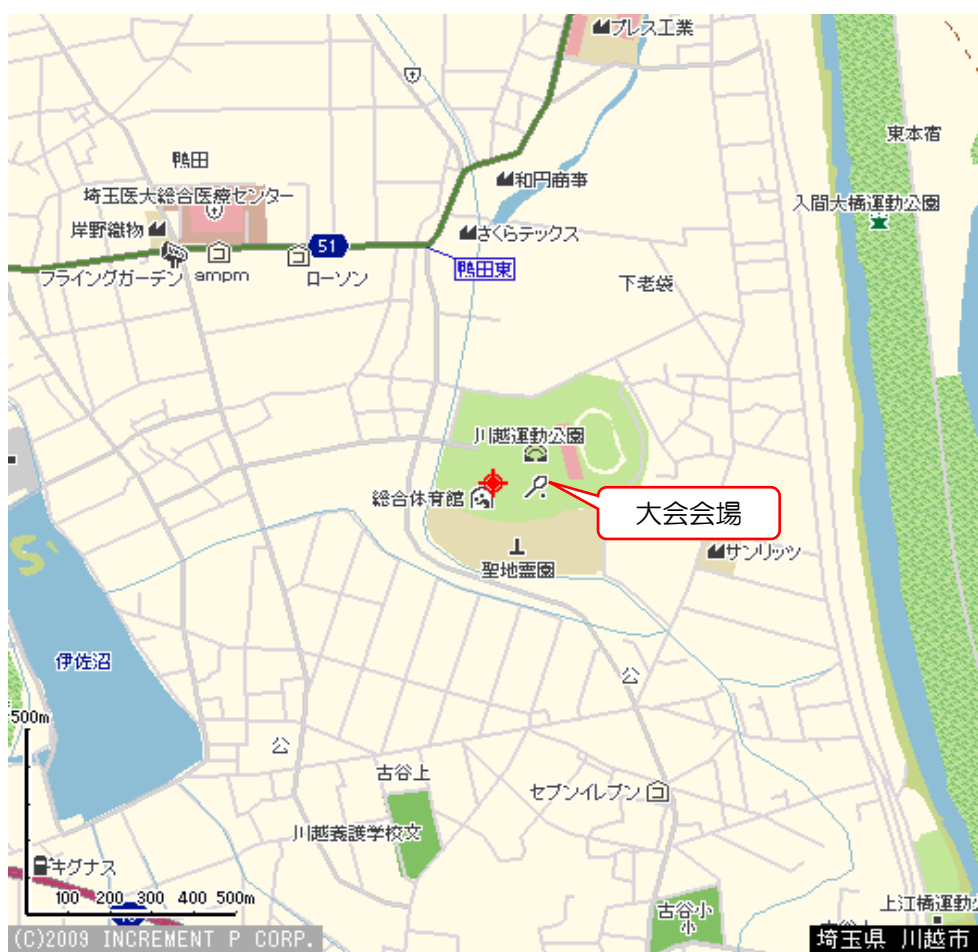 プレス工業
東本宿
鴨田
和円商事
埼玉医大総合医療センター
入間大橋運動公園
岸野織物
さくらテックス
51
鴨田東
フライングガーデン
ampm
ローソン
下老袋
川越運動公園
総合体育館
大会会場
サンリッツ
聖地霊園
伊佐沼
公
500m
公
古谷上
セブンイレブン
川越養護学校文
キグナス
100 200 300 400 500m
古谷小
小
上江橋運動公
(C)2009 INCREMENT P CORP.
埼玉県 川越市